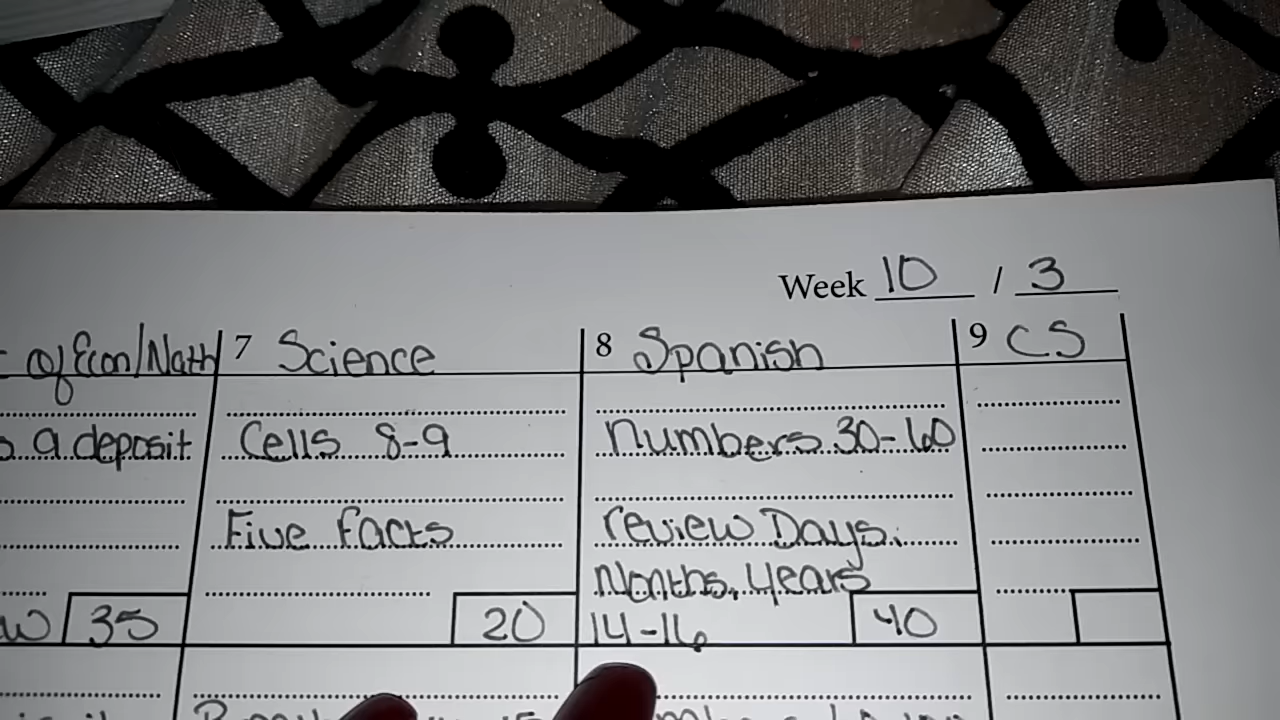 Week 10 / 3
of Econ/Math
7 Science
8 Spanish
9 CS
a deposit
Cells 8-9
Numbers 30-60
Five Facts
review Days,
Months, Years
35
20
14-16
40